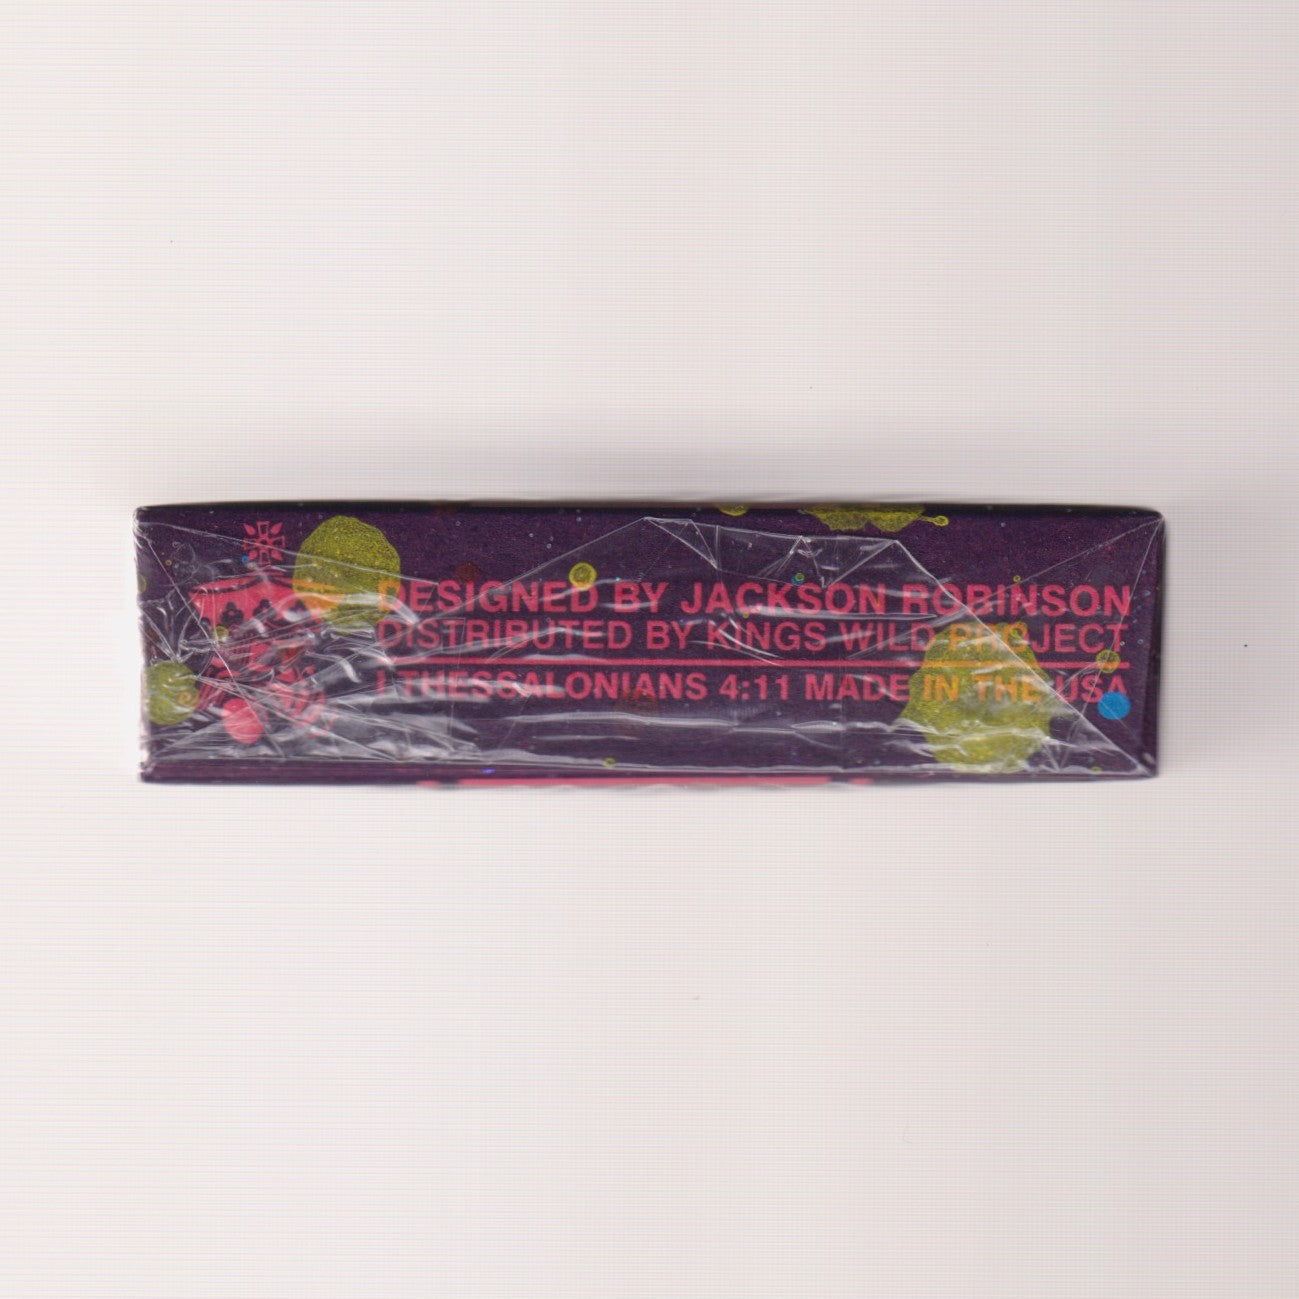 DESIGNED BY JACKSON ROBINSON
DISTRIBUTED BY KINGS WILD PROJECT.
I THESSALONIANS 4:11 MADE IN THE USA